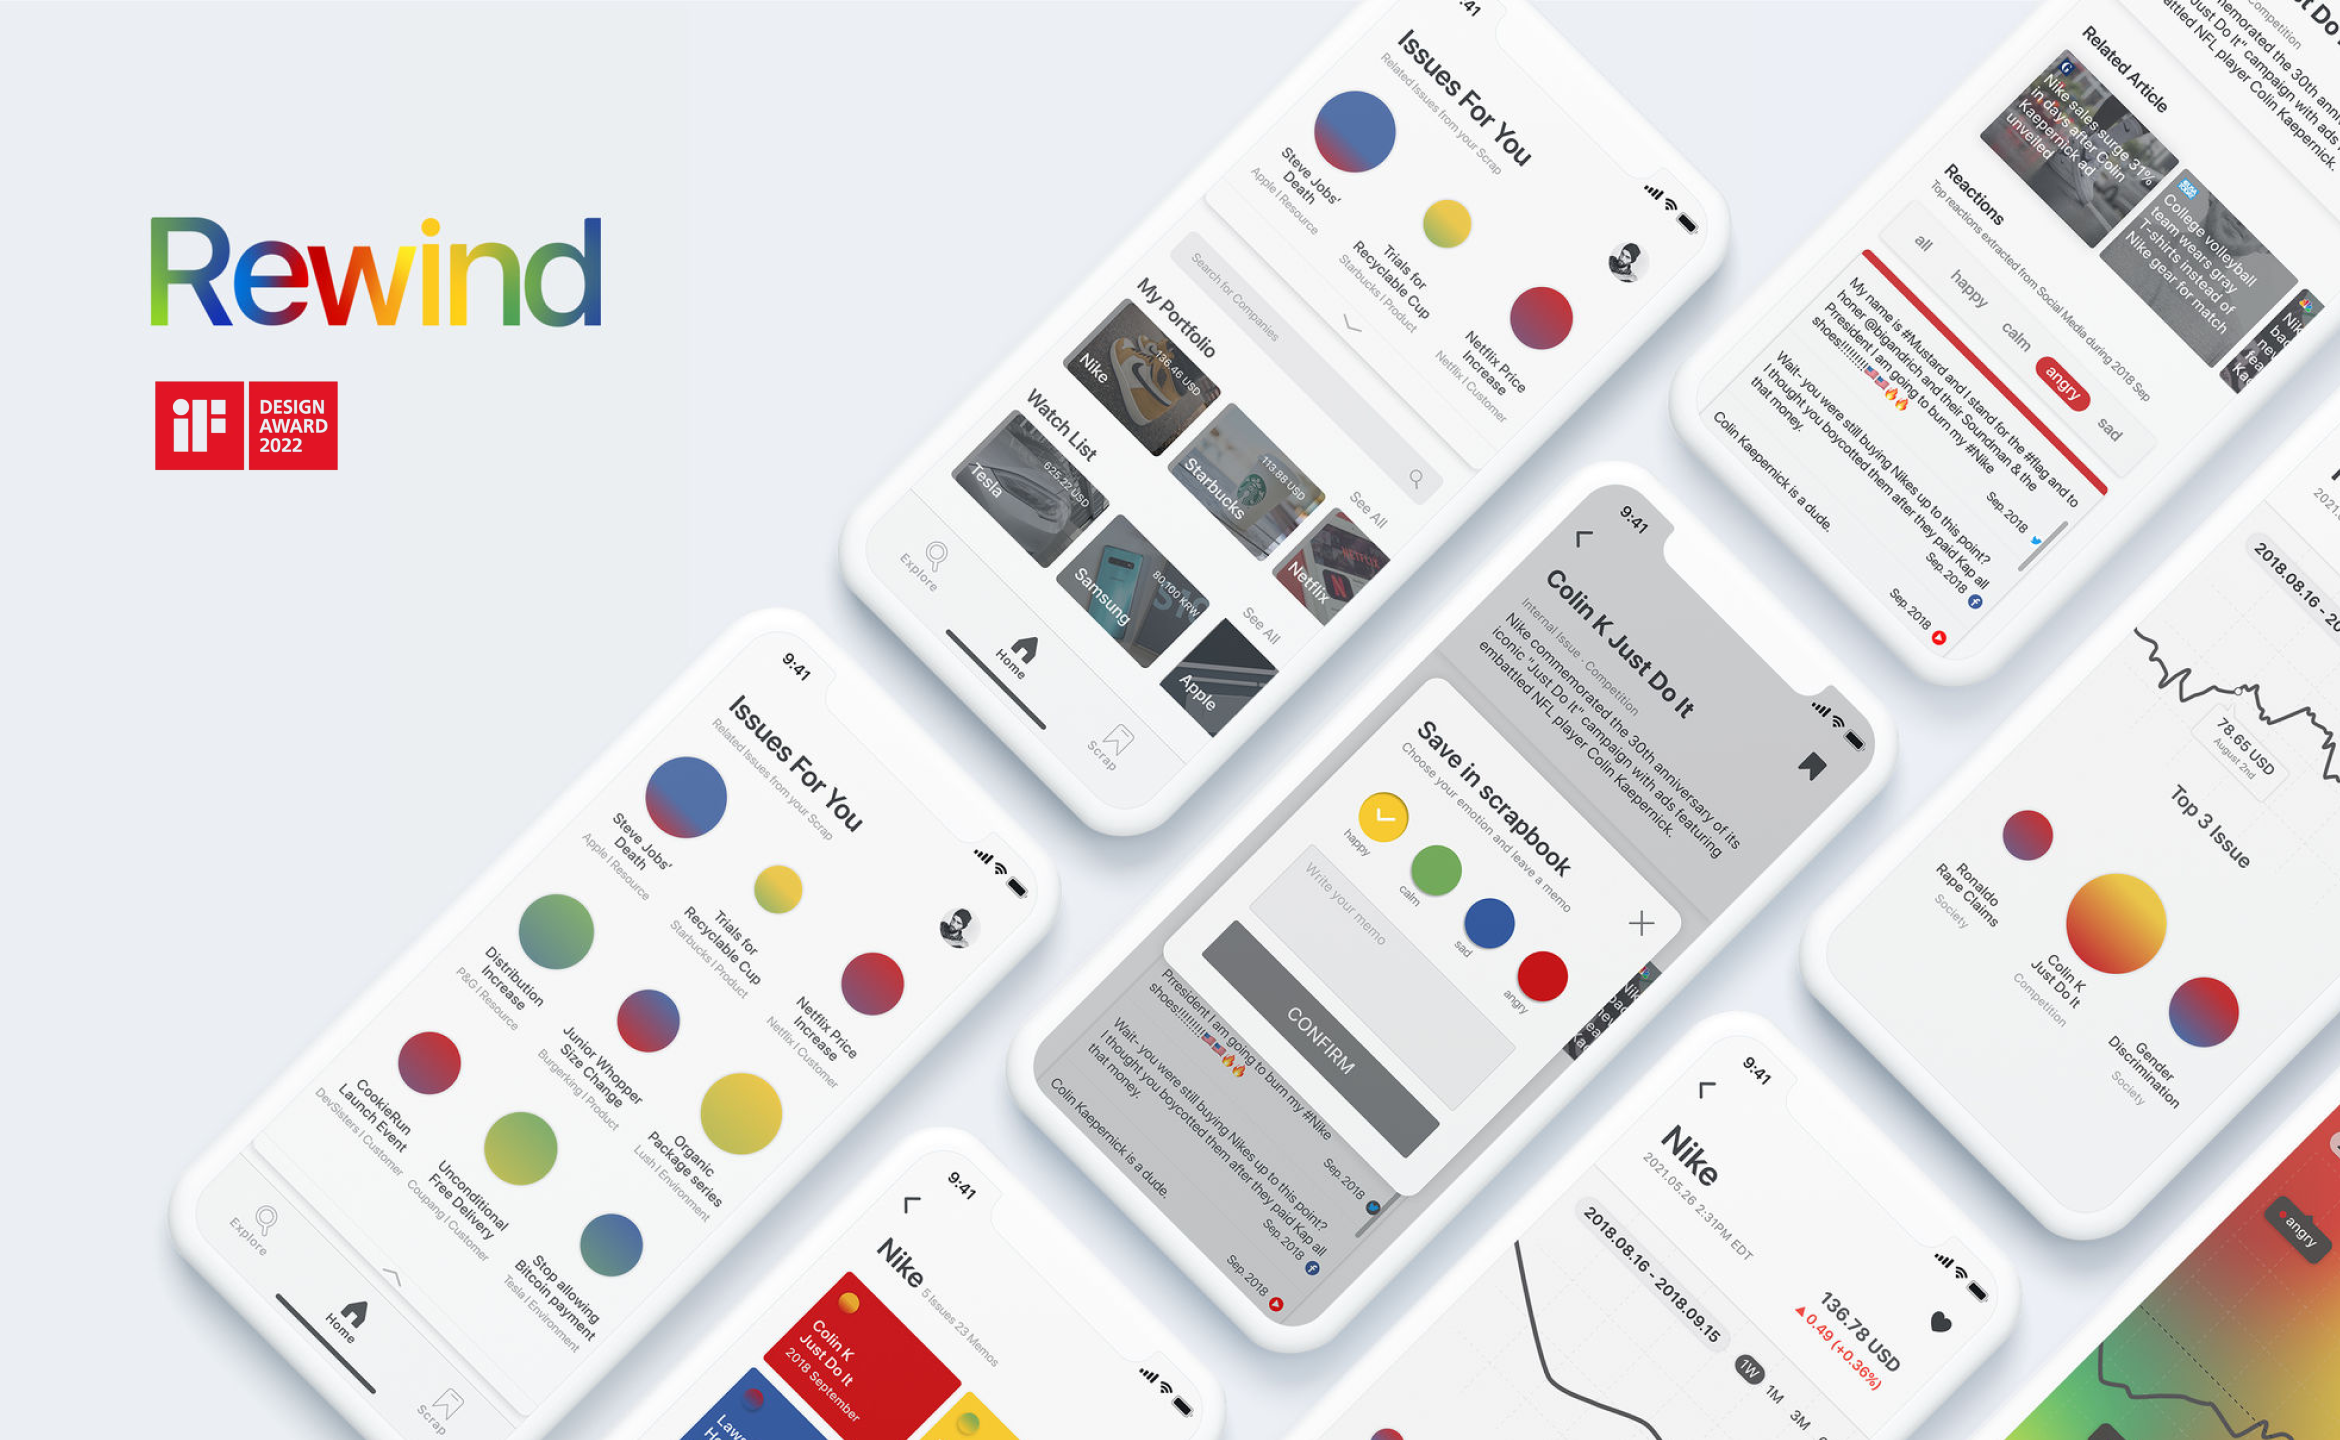 Rewind
iF
DESIGN
AWARD
2022
9:41
Issues For You
Related Issues from your Scrap
Steve Jobs'
Death
Apple | Resource
Trials for
Recyclable Cup
Starbucks | Product
Netflix Price
Increase
Netflix | Customer
Search for Companies
My Portfolio
See All
Nike
136.46 USD
Starbucks
113.88 USD
Netflix
Watch List
See All
Tesla
625.22 USD
Samsung
80,100 KRW
Apple
Explore
Home
Scrap
Competition
"Just Do It" campaign with ads
Related Article
Nike sales surge 31%
in days after Colin
Kaepernick ad
unveiled
College volleyball
team wears gray
T-shirts instead of
Nike gear for match
Reactions
Top reactions extracted from Social Media during 2018 Sep
all
happy
calm
angry
sad
My name is #Mustard and I stand for the #flag and to
honer @bigandrich and their Soundman & the
Prresident I am going to burn my #Nike
shoes!!!!!!!!!🇺🇸🇺🇸🔥🔥
Sep. 2018
Wait- you were still buying Nikes up to this point?
I thought you boycotted them after they paid Kap all
that money.
Sep. 2018
Colin Kaepernick is a dude.
Sep. 2018
9:41
Issues For You
Related Issues from your Scrap
Steve Jobs'
Death
Apple | Resource
Trials for
Recyclable Cup
Starbucks | Product
Netflix Price
Increase
Netflix | Customer
Distribution
Increase
P&G | Resource
Junior Whopper
Size Change
Burgerking | Product
Organic
Package series
Lush | Environment
CookieRun
Launch Event
DevSisters | Customer
Unconditional
Free Delivery
Coupang | Customer
Stop allowing
Bitcoin payment
Tesla | Environment
Explore
Home
Scrap
9:41
Colin K Just Do It
Internal Issue - Competition
Nike commemorated the 30th anniversary of its
iconic "Just Do It" campaign with ads featuring
embattled NFL player Colin Kaepernick.
Save in scrapbook
Choose your emotion and leave a memo
happy
calm
sad
angry
Write your memo
CONFIRM
Prresident I am going to burn my #Nike
shoes!!!!!!!!!🇺🇸🇺🇸🔥🔥
Sep. 2018
Wait- you were still buying Nikes up to this point?
I thought you boycotted them after they paid Kap all
that money.
Sep. 2018
Colin Kaepernick is a dude.
Sep. 2018
78.65 USD
August 2nd
Top 3 Issue
Ronaldo
Rape Claims
Society
Colin K
Just Do It
Competition
Gender
Discrimination
Society
9:41
Nike
5 Issues 23 Memos
Colin K
Just Do It
2018 September
9:41
Nike
2021.05.26 2:31PM EDT
136.78 USD
▲0.49 (+0.36%)
2018.08.16 - 2018.09.15
1W
1M
3M
angry